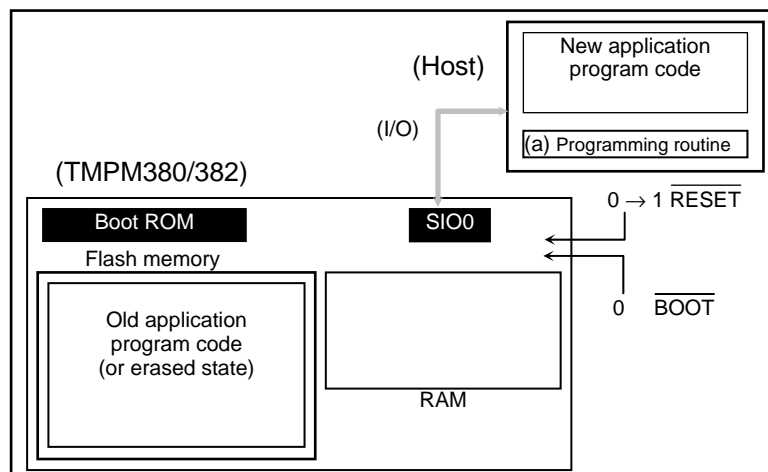 New application
program code
(Host)
(I/O)
(a) Programming routine
(TMPM380/382)
0 → 1 RESET
Boot ROM
SIO0
Flash memory
0 BOOT
Old application
program code
(or erased state)
RAM